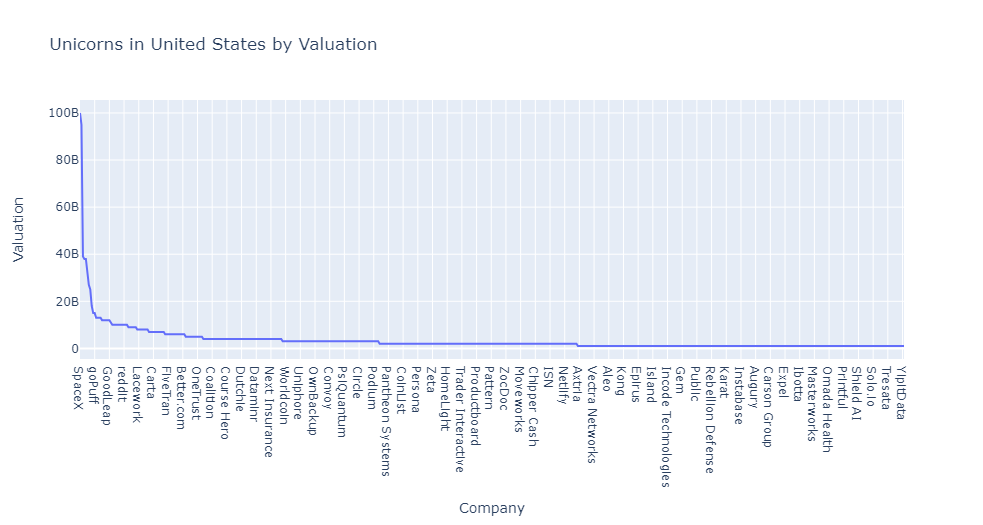 Unicorns in United States by Valuation
100B
80B
60B
40B
20B
0
Valuation
SpaceX
goPuff
GoodLeap
reddit
Lacework
Carta
FiveTran
Better.com
OneTrust
Coalition
Course Hero
Dutchie
Dataminr
Next Insurance
Worldcoin
Uniphore
OwnBackup
Convoy
PsiQuantum
Circle
Podium
Pantheon Systems
CoinList
Persona
Zeta
HomeLight
Trader Interactive
Productboard
Pattern
ZocDoc
Moveworks
Chipper Cash
ISN
Netlify
Axtria
Vectra Networks
Aleo
Kong
Epirus
Island
Incode Technologies
Gem
Public
Rebellion Defense
Karat
Instabase
Augury
Carson Group
Expel
Ibotta
Masterworks
Omada Health
Printful
Shield AI
Solo.io
Tresata
YipitData
Company